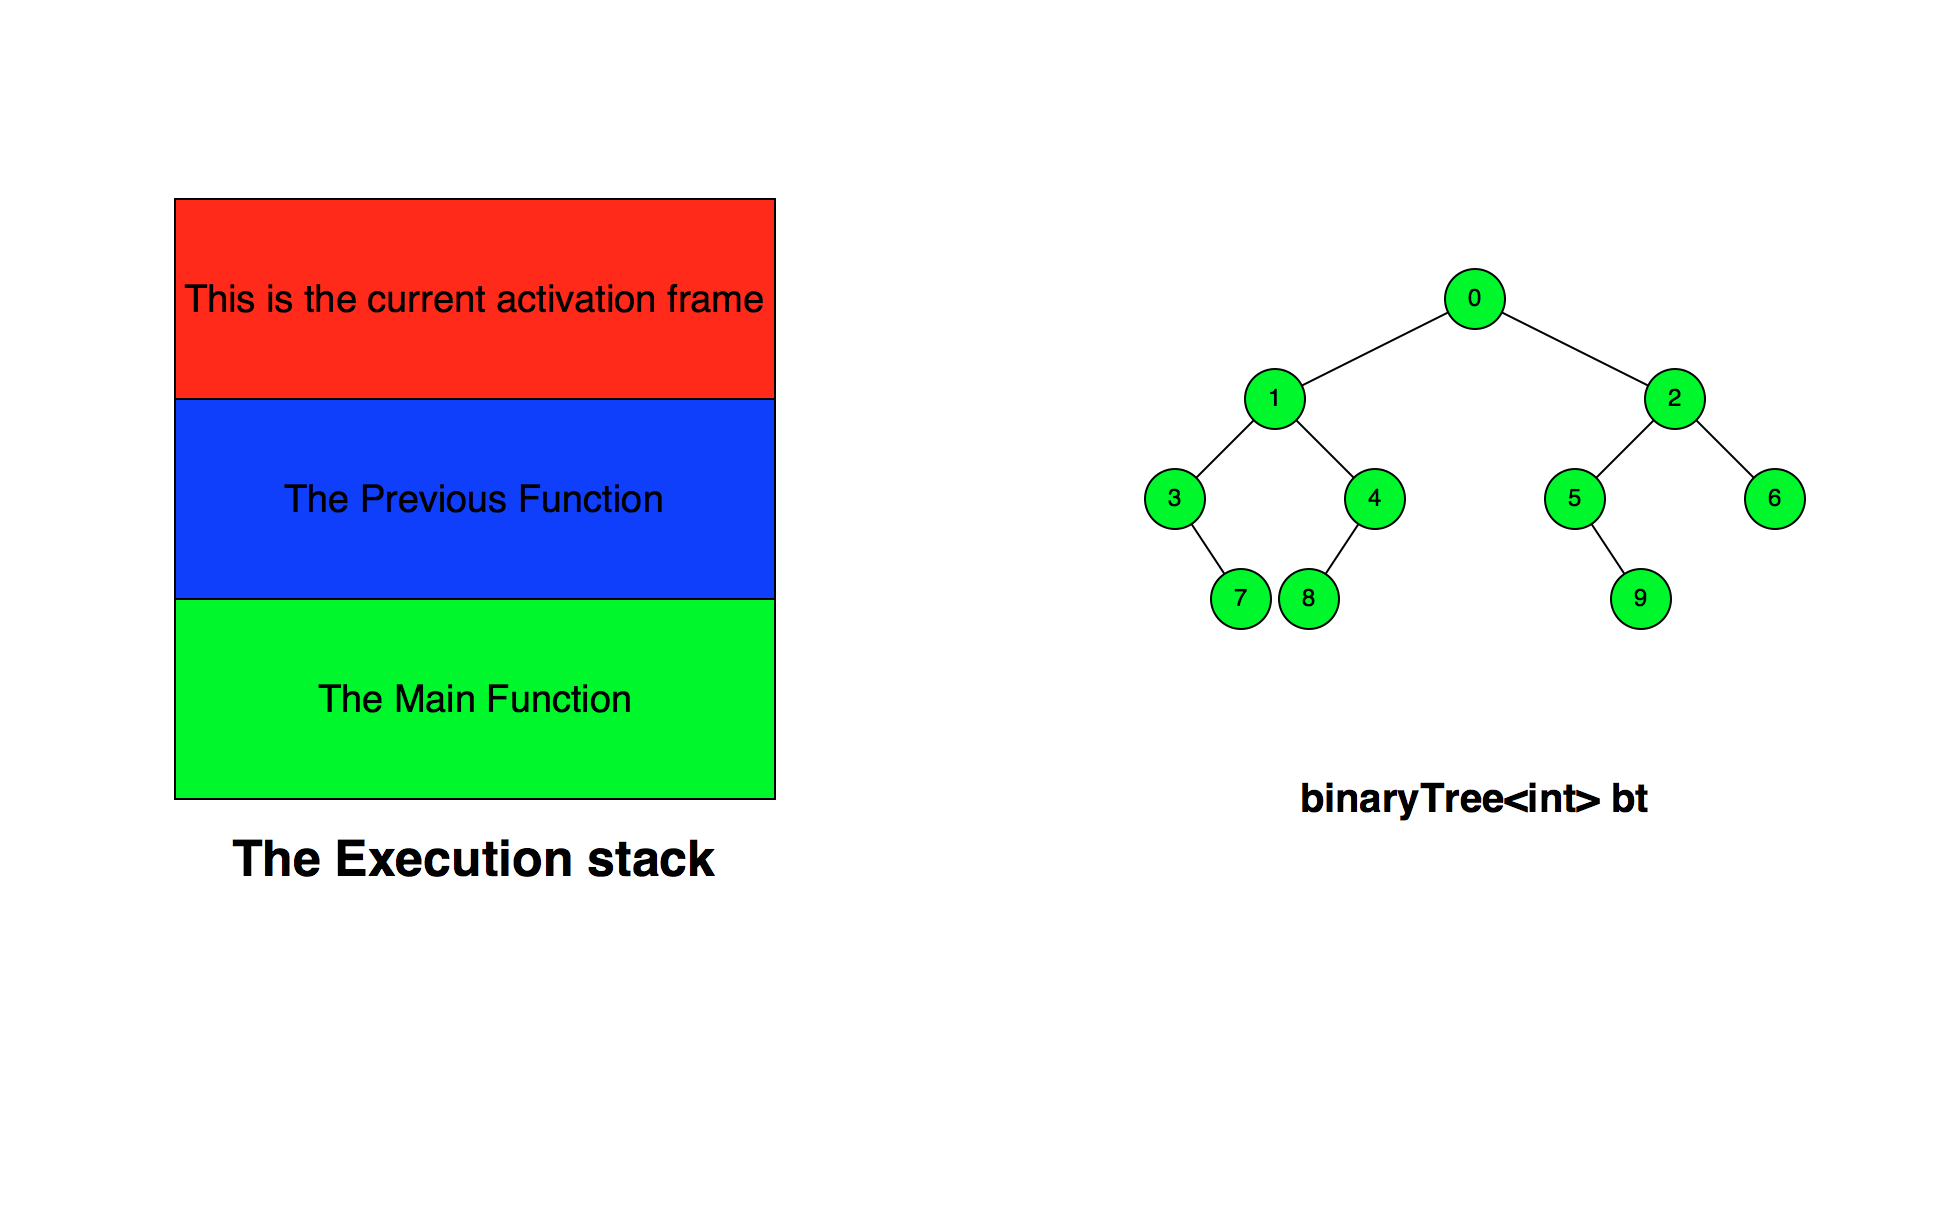 This is the current activation frame
The Previous Function
The Main Function
The Execution stack
0
1
2
3
4
5
6
7
8
9
binaryTree<int> bt